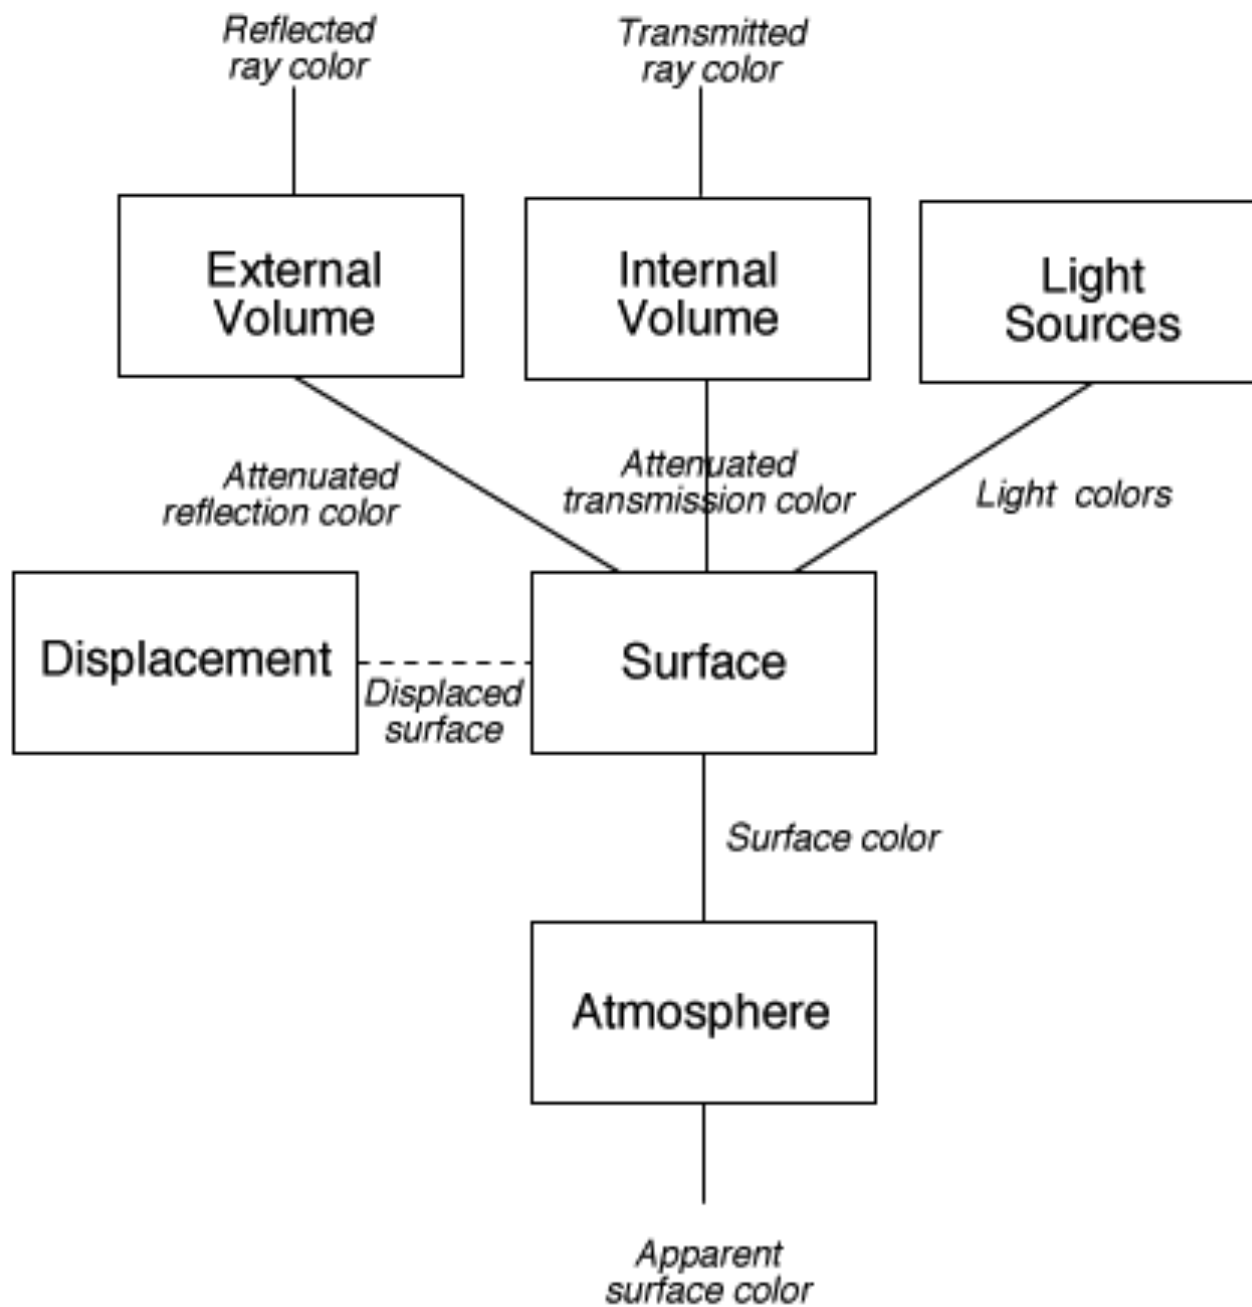 Reflected
ray color
Transmitted
ray color
External
Volume
Internal
Volume
Light
Sources
Attenuated
reflection color
Attenuated
transmission color
Light colors
Displacement
Displaced
surface
Surface
Surface color
Atmosphere
Apparent
surface color